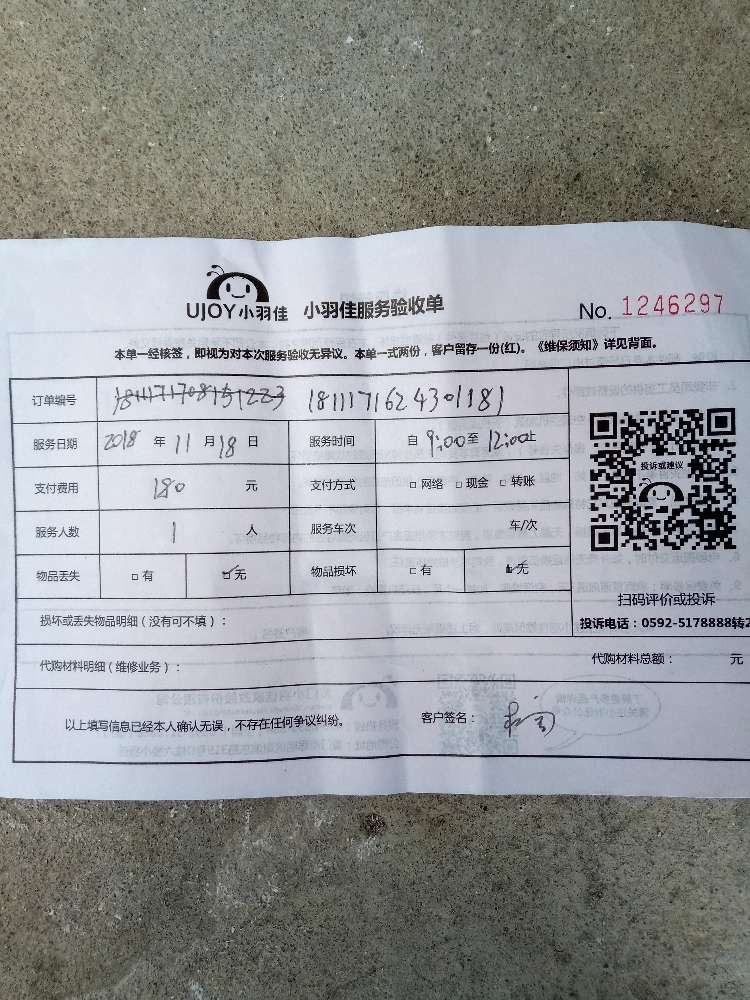 UJOY小羽佳 小羽佳服务验收单 No. 1246297
本单一经核签，即视为对本次服务验收无异议。本单一式两份，客户留存一份(红)。《维保须知》详见背面。
订单编号 1811171624301181
服务日期 2018 年 11 月 18 日 服务时间 自 9:00 至 12:00 止
投诉或建议
支付费用 180 元 支付方式 □ 网络 □ 现金 □ 转账
服务人数 1 人 服务车次 车/次
物品丢失 □ 有 ☑ 无 物品损坏 □ 有 ☑ 无
扫码评价或投诉
损坏或丢失物品明细（没有可不填）：
投诉电话：0592-5178888转2
代购材料明细（维修业务）： 代购材料总额： 元
以上填写信息已经本人确认无误，不存在任何争议纠纷。 客户签名：